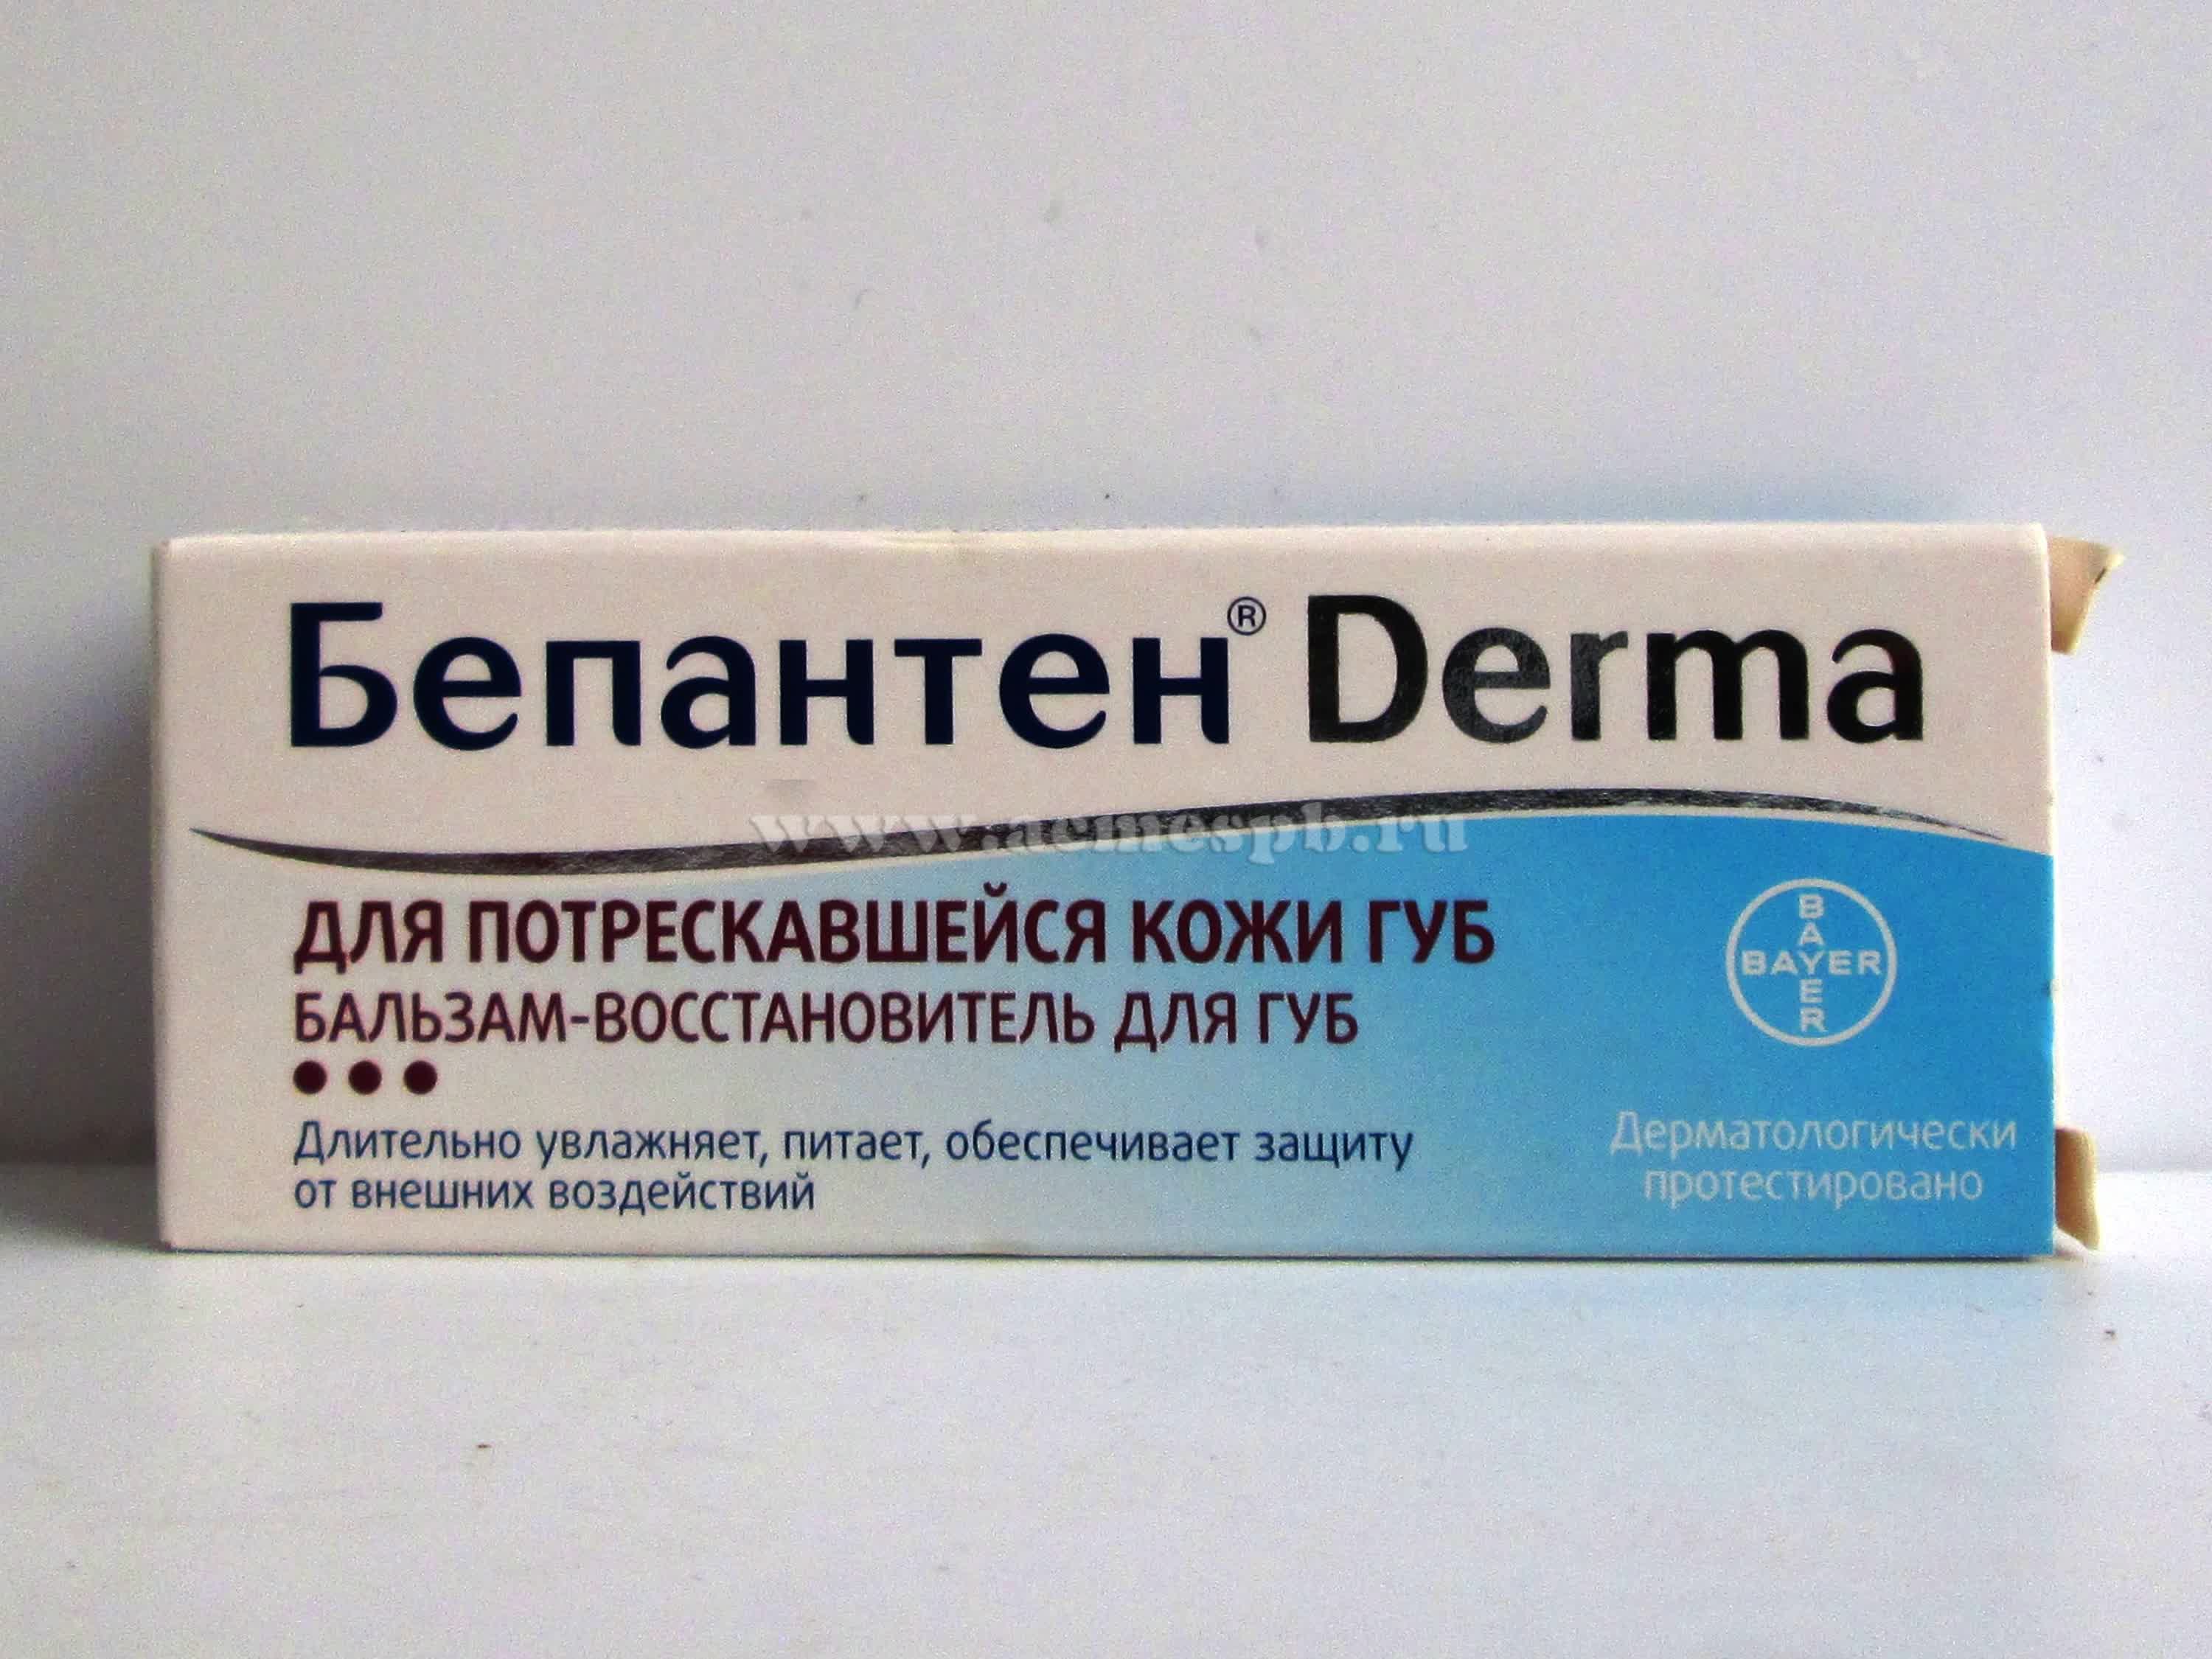 Бепантен® Derma
www.acmespb.ru
ДЛЯ ПОТРЕСКАВШЕЙСЯ КОЖИ ГУБ
БАЛЬЗАМ-ВОССТАНОВИТЕЛЬ ДЛЯ ГУБ
Длительно увлажняет, питает, обеспечивает защиту
от внешних воздействий
BAYER
BAYER
Дерматологически
протестировано